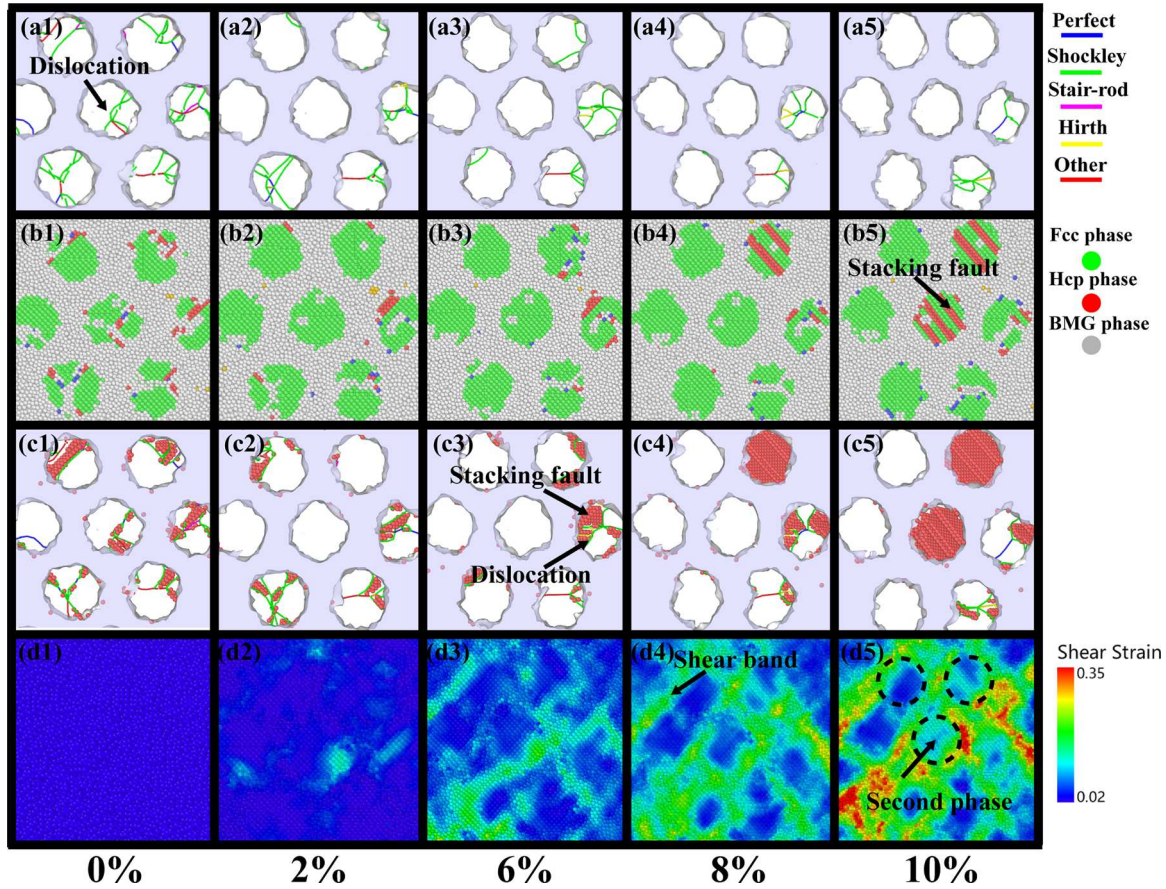 (a1) (a2) (a3) (a4) (a5)
Dislocation
Perfect
Shockley
Stair-rod
Hirth
Other
(b1) (b2) (b3) (b4) (b5)
Stacking fault
Fcc phase
Hcp phase
BMG phase
(c1) (c2) (c3) (c4) (c5)
Stacking fault
Dislocation
(d1) (d2) (d3) (d4) (d5)
Shear band
Second phase
Shear Strain
0.35
0.02
0% 2% 6% 8% 10%